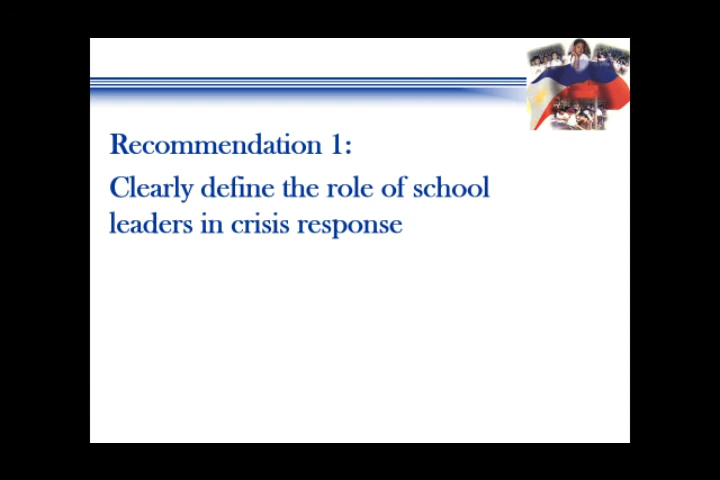 Recommendation 1:
Clearly define the role of school
leaders in crisis response